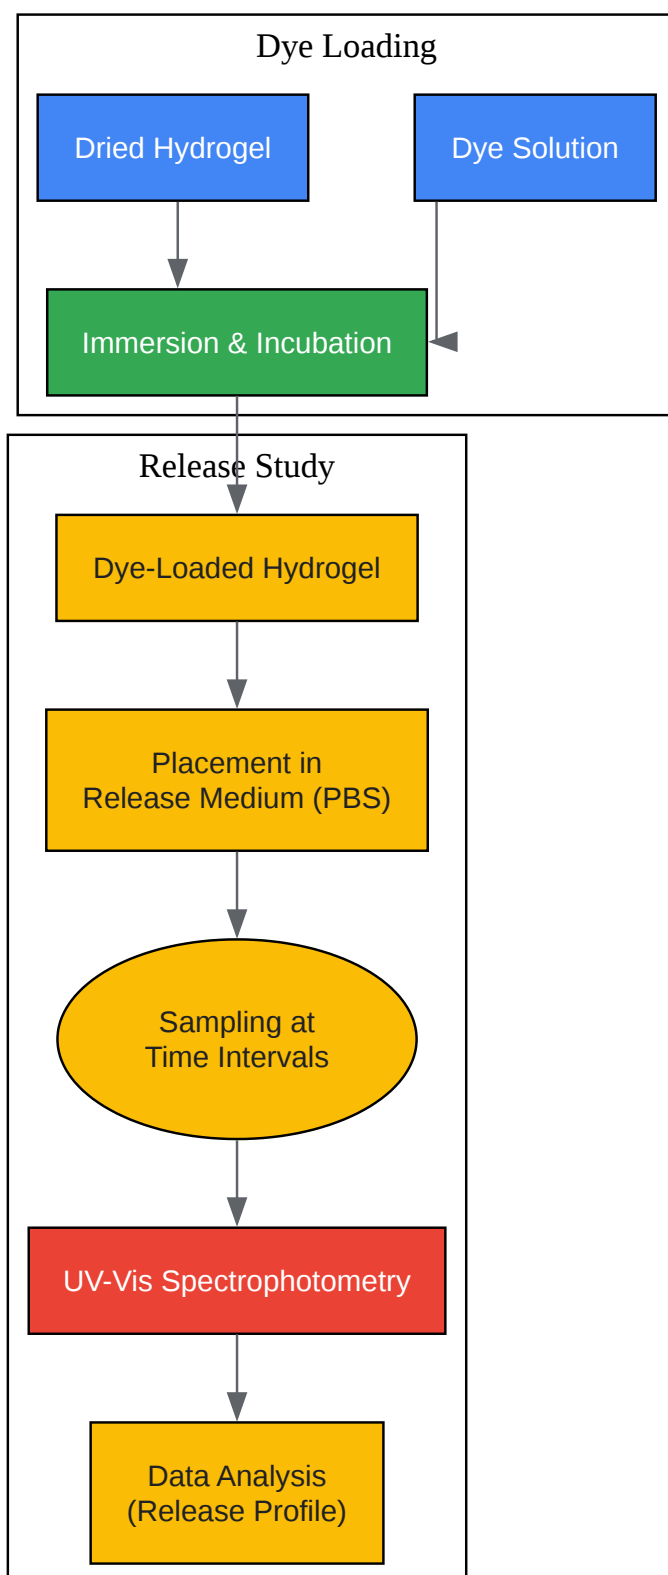 Dye Loading
Dried Hydrogel
Dye Solution
Immersion & Incubation
Release Study
Dye-Loaded Hydrogel
Placement in
Release Medium (PBS)
Sampling at
Time Intervals
UV-Vis Spectrophotometry
Data Analysis
(Release Profile)